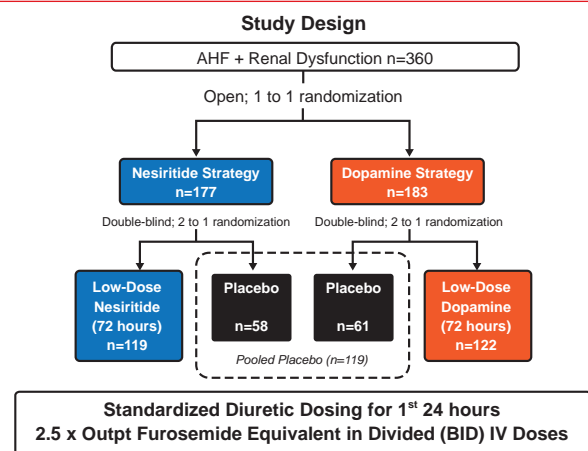 Study Design
AHF + Renal Dysfunction n=360
Open; 1 to 1 randomization
Nesiritide Strategy
n=177
Dopamine Strategy
n=183
Double-blind; 2 to 1 randomization
Double-blind; 2 to 1 randomization
Low-Dose
Nesiritide
(72 hours)
n=119
Placebo
n=58
Placebo
n=61
Low-Dose
Dopamine
(72 hours)
n=122
Pooled Placebo (n=119)
Standardized Diuretic Dosing for 1st 24 hours
2.5 x Outpt Furosemide Equivalent in Divided (BID) IV Doses